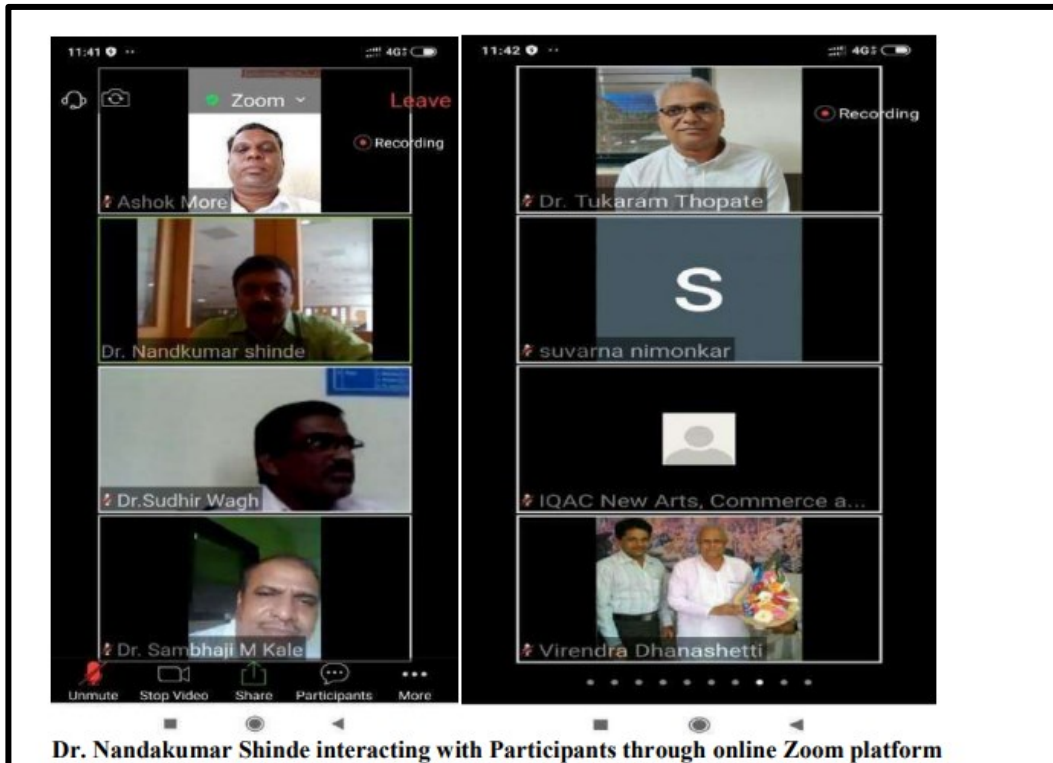 11:41
4G
Zoom
Leave
Recording
Ashok More
Dr. Nandkumar shinde
Dr.Sudhir Wagh
Dr. Sambhaji M Kale
Unmute Stop Video Share Participants More
11:42
4G
Recording
Dr. Tukaram Thopate
S
suvarna nimonkar
IQAC New Arts, Commerce a...
Virendra Dhanashetti
Dr. Nandakumar Shinde interacting with Participants through online Zoom platform